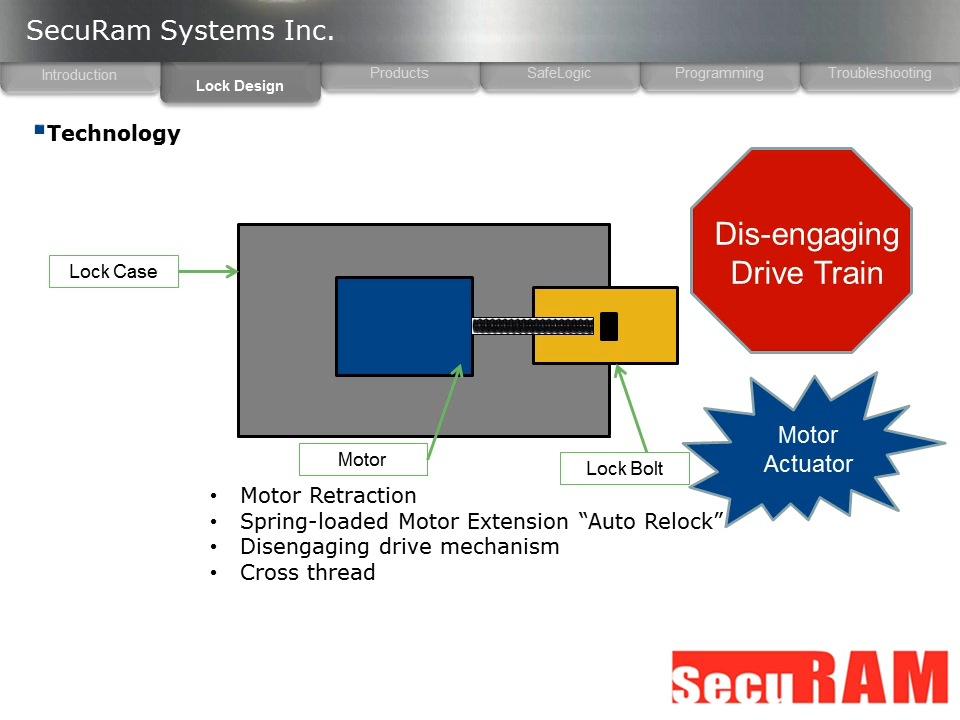 SecuRam Systems Inc.
Introduction
Lock Design
Products
SafeLogic
Programming
Troubleshooting
▪Technology
Dis-engaging
Drive Train
Lock Case
Motor
Actuator
Motor
Lock Bolt
• Motor Retraction
• Spring-loaded Motor Extension “Auto Relock”
• Disengaging drive mechanism
• Cross thread
SecuRAM